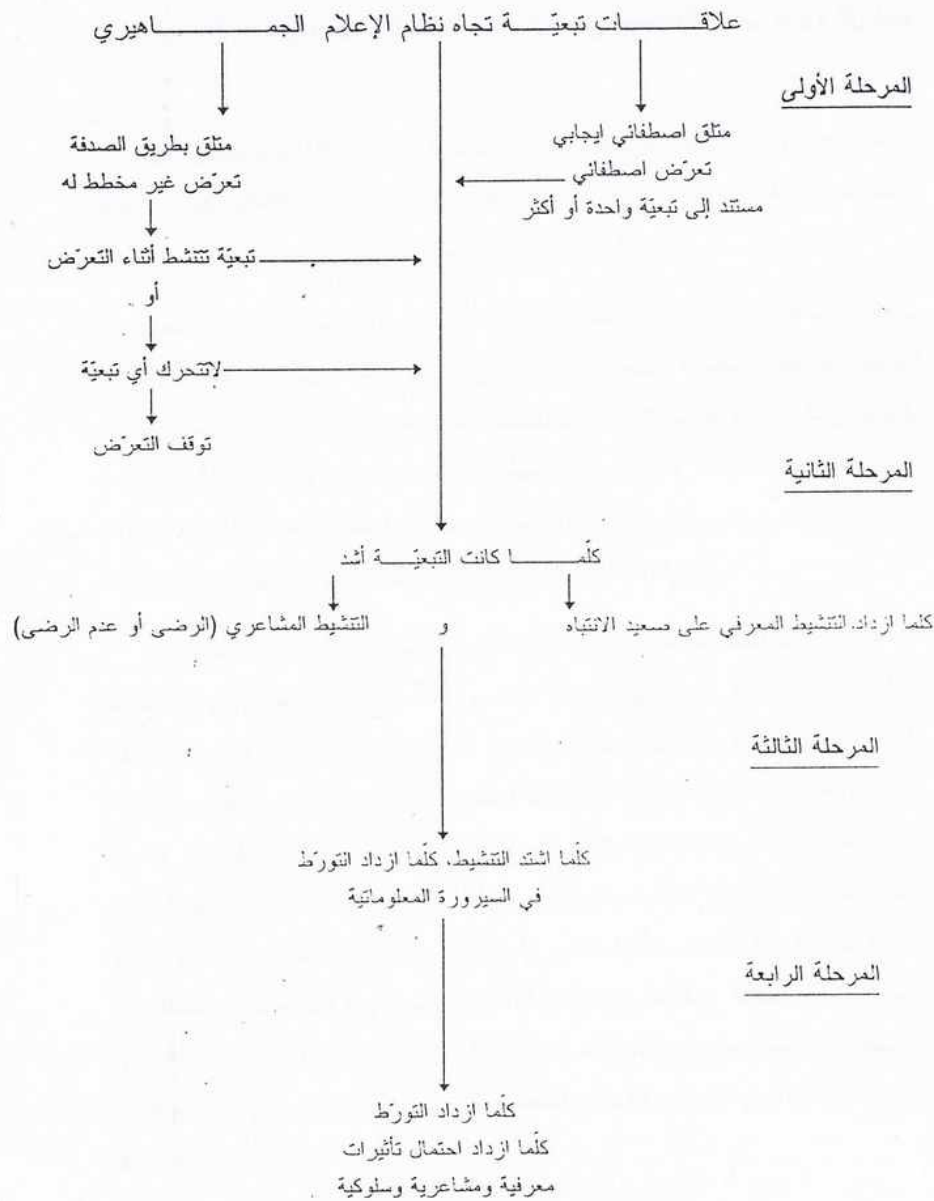 علاقـــــــات تبعيّـــــة تجاه نظام الإعلام الجمـــــــــاهيري
المرحلة الأولى
متلق اصطفائي ايجابي
تعرّض اصطفائي
مستند إلى تبعيّة واحدة أو أكثر
متلق بطريق الصدفة
تعرّض غير مخطط له
تبعيّة تتنشط أثناء التعرّض
أو
لاتتحرك أي تبعيّة
توقف التعرّض
المرحلة الثانية
كلّمـــــــا كانت التبعيّـــــة أشد
كلما ازداد التنشيط المعرفي على صعيد الانتباه و التنشيط المشاعري (الرضى أو عدم الرضى)
المرحلة الثالثة
كلّما اشتد التنشيط، كلّما ازداد التورّط
في السيرورة المعلوماتية
المرحلة الرابعة
كلّما ازداد التورّط
كلّما ازداد احتمال تأثيرات
معرفية ومشاعرية وسلوكية